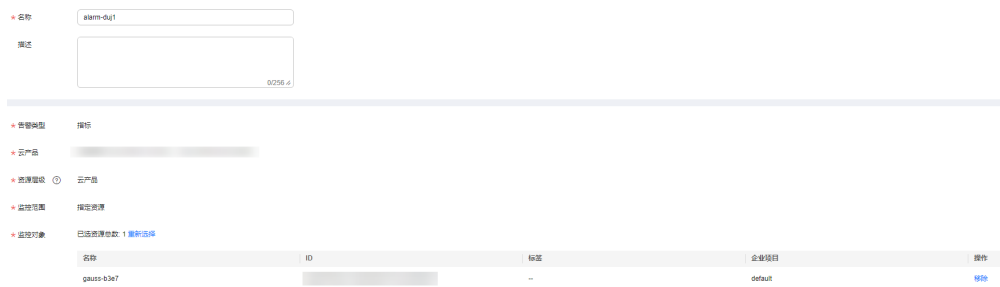 * 名称 alarm-duj1
描述
0/256
* 告警类型 指标
* 云产品
* 资源层级 ? 云产品
* 监控范围 指定资源
* 监控对象 已选资源总数: 1 重新选择
名称 ID 标签 企业项目 操作
gauss-b3e7 -- default 移除